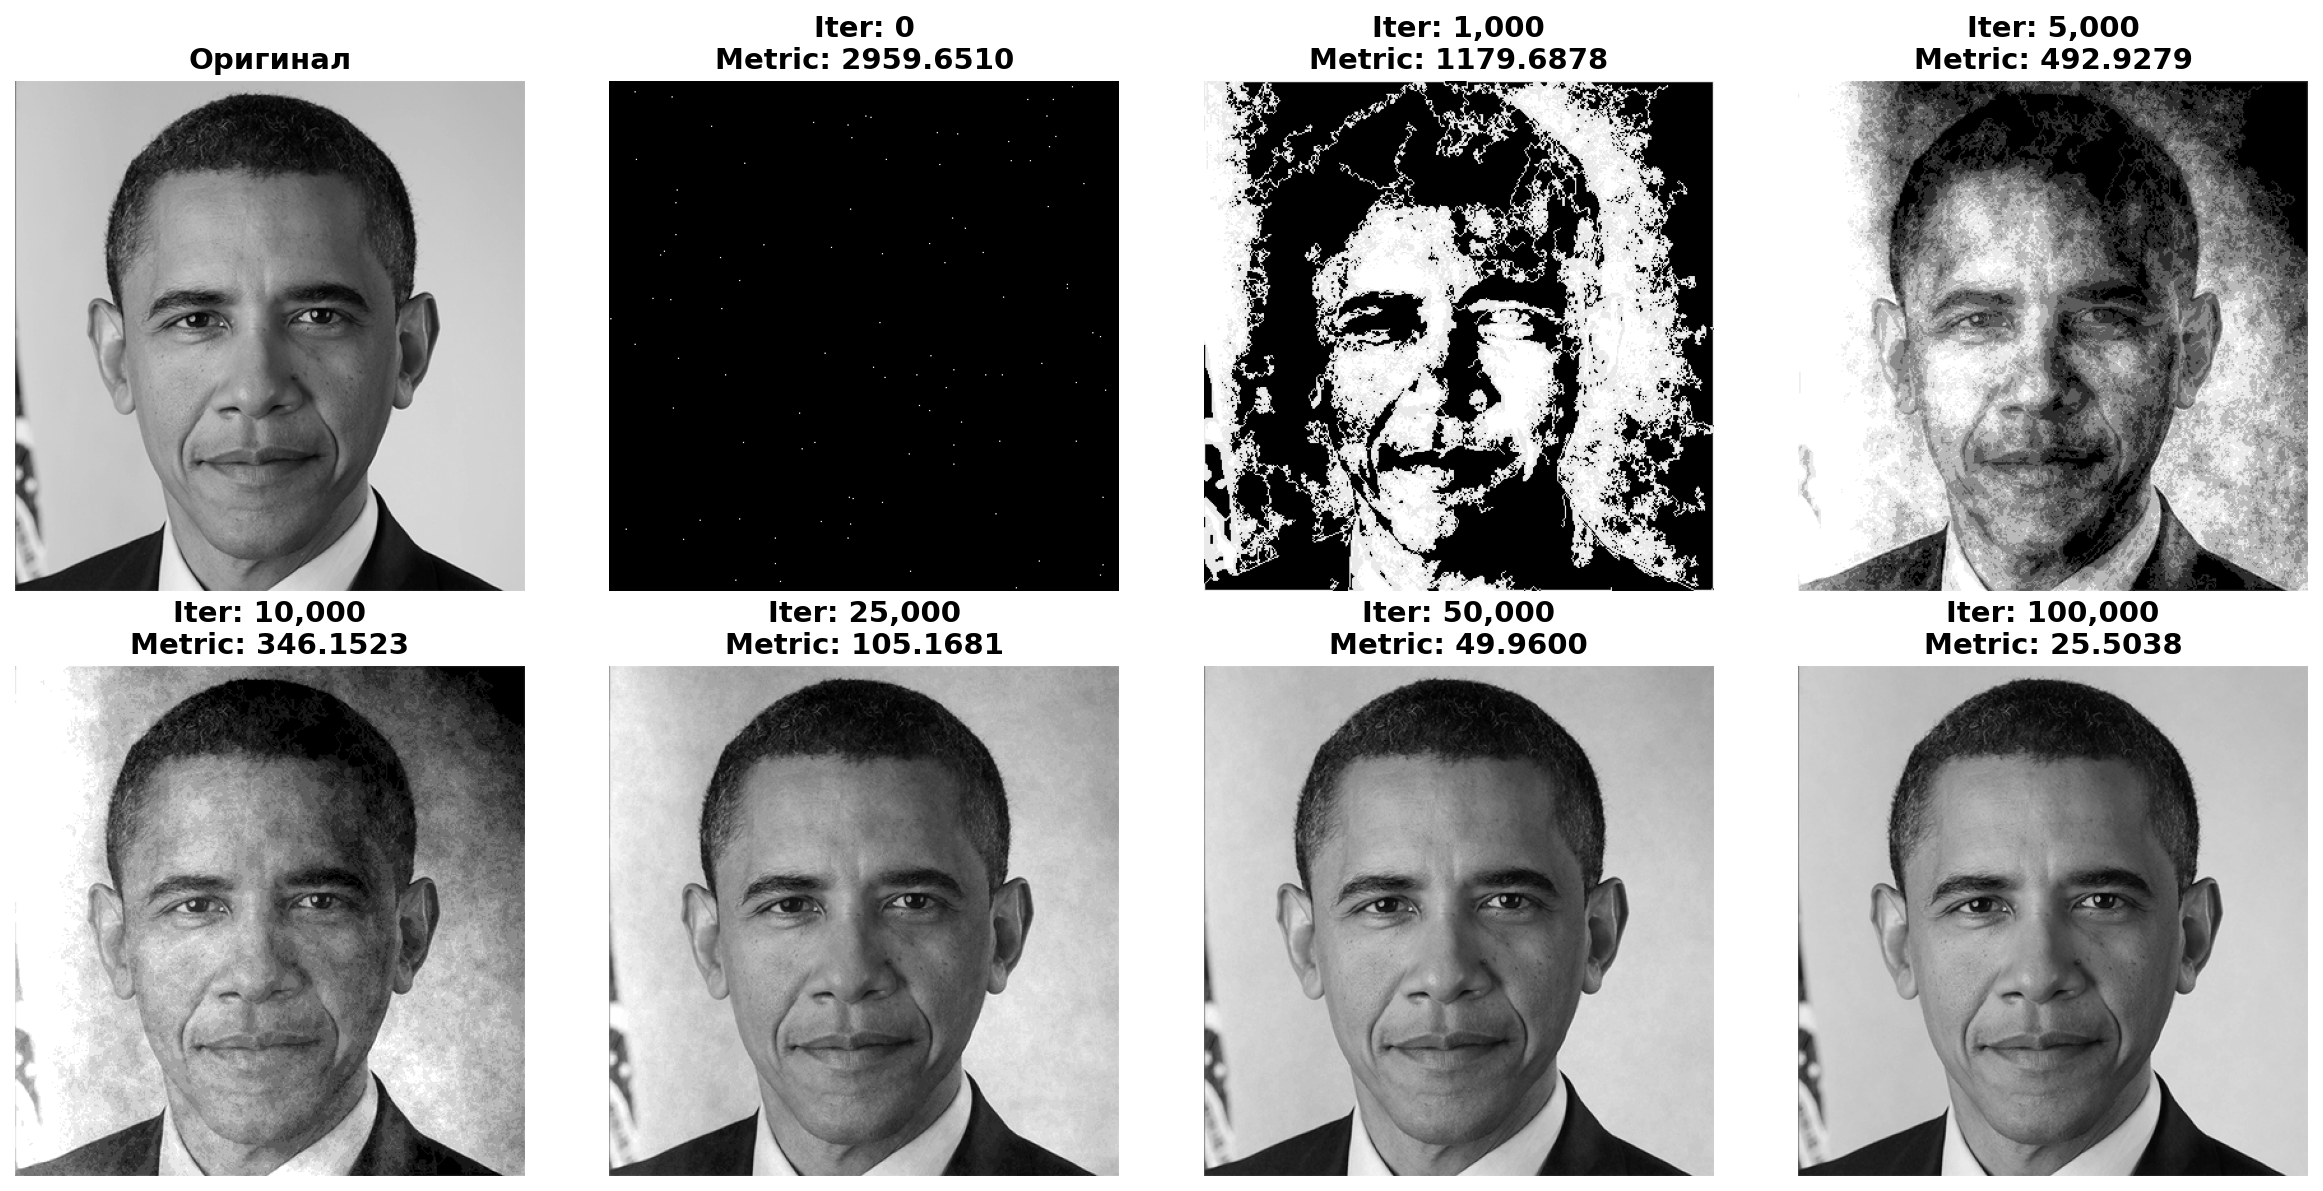 Оригинал
Iter: 0
Metric: 2959.6510
Iter: 1,000
Metric: 1179.6878
Iter: 5,000
Metric: 492.9279
Iter: 10,000
Metric: 346.1523
Iter: 25,000
Metric: 105.1681
Iter: 50,000
Metric: 49.9600
Iter: 100,000
Metric: 25.5038